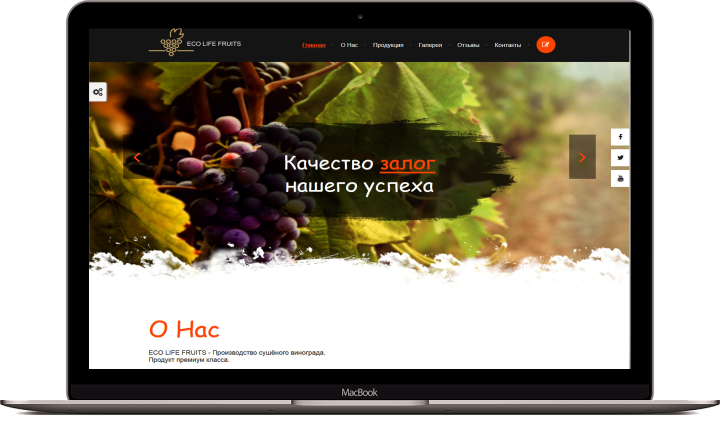 ECO LIFE FRUITS
Главная О Нас Продукция Галерея Отзывы Контакты
Качество залог
нашего успеха
О Нас
ECO LIFE FRUITS - Производство сушёного винограда.
Продукт премиум класса.
MacBook